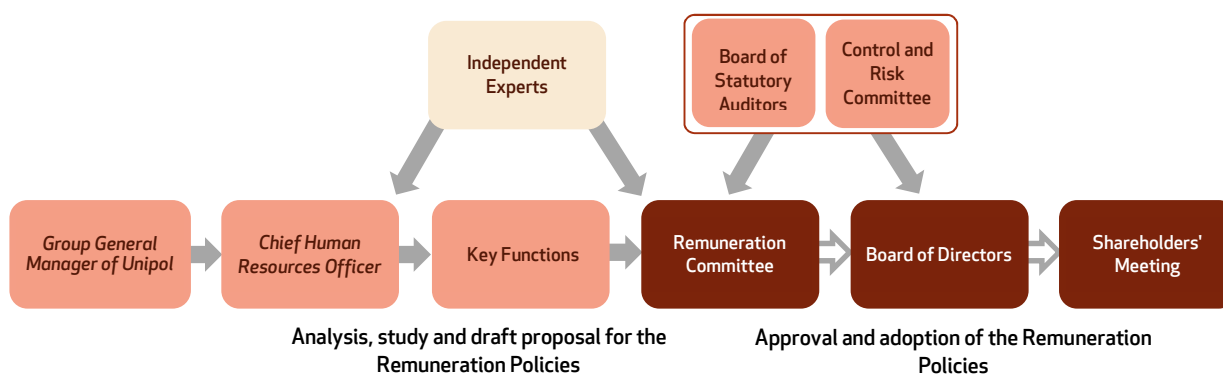 Independent
Experts
Board of
Statutory
Auditors
Control and
Risk
Committee
Group General
Manager of Unipol
Chief Human
Resources Officer
Key Functions
Remuneration
Committee
Board of Directors
Shareholders'
Meeting
Analysis, study and draft proposal for the
Remuneration Policies
Approval and adoption of the Remuneration
Policies